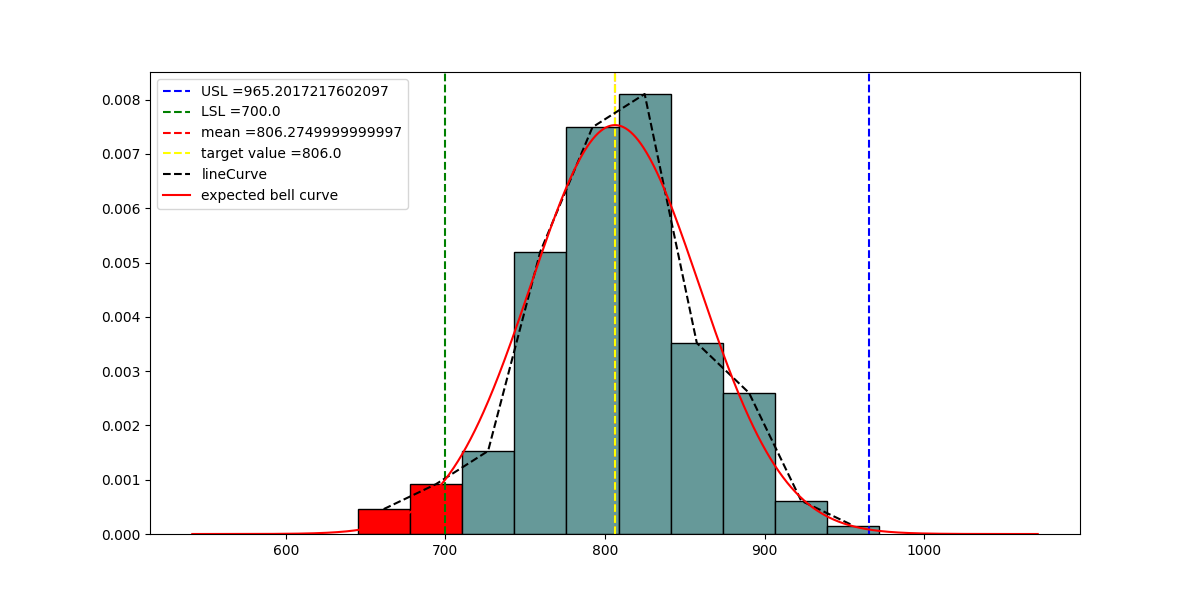 USL =965.2017217602097
LSL =700.0
mean =806.2749999999997
target value =806.0
lineCurve
expected bell curve
0.008
0.007
0.006
0.005
0.004
0.003
0.002
0.001
0.000
600 700 800 900 1000